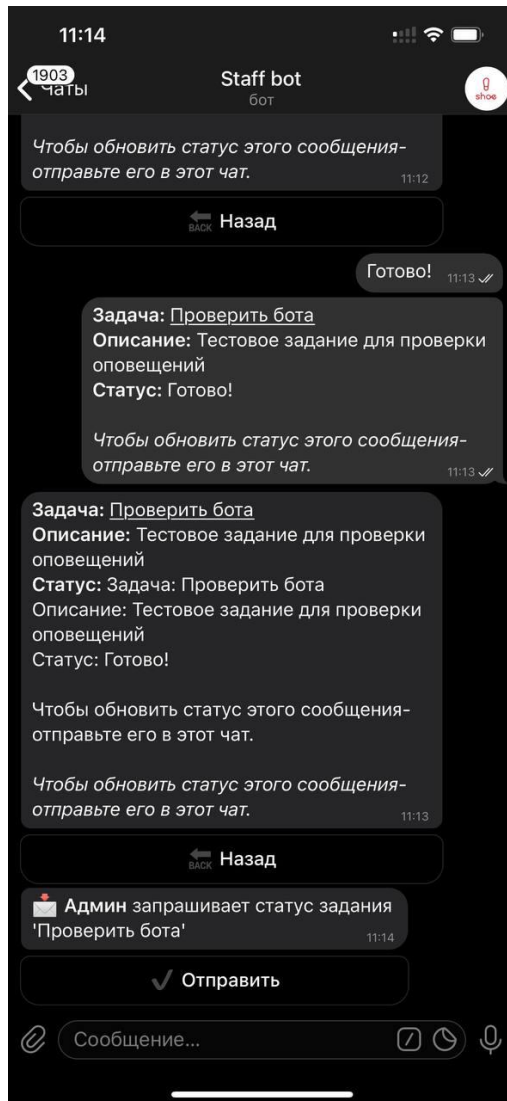 11:14
1903
Чаты
Staff bot
бот
shoe
Чтобы обновить статус этого сообщения-
отправьте его в этот чат.
11:12
BACK Назад
Готово! 11:13
Задача: Проверить бота
Описание: Тестовое задание для проверки
оповещений
Статус: Готово!
Чтобы обновить статус этого сообщения-
отправьте его в этот чат.
11:13
Задача: Проверить бота
Описание: Тестовое задание для проверки
оповещений
Статус: Задача: Проверить бота
Описание: Тестовое задание для проверки
оповещений
Статус: Готово!
Чтобы обновить статус этого сообщения-
отправьте его в этот чат.
Чтобы обновить статус этого сообщения-
отправьте его в этот чат.
11:13
BACK Назад
Админ запрашивает статус задания
'Проверить бота'
11:14
Отправить
Сообщение...